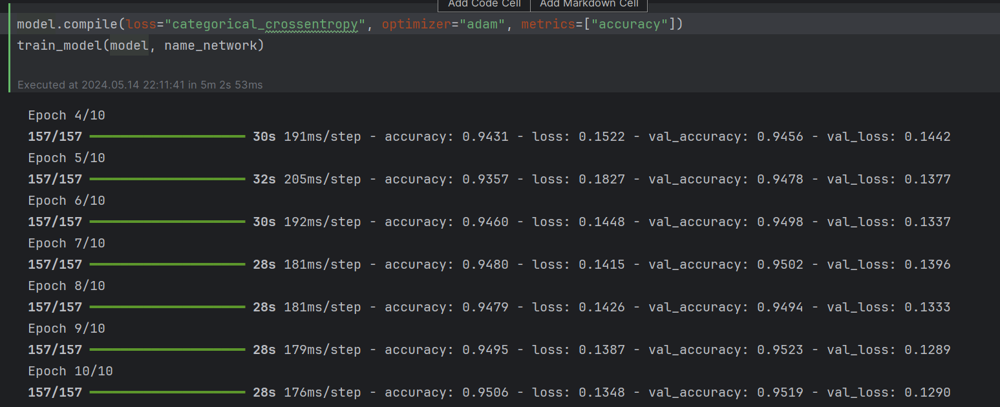 Add Code Cell Add Markdown Cell
model.compile(loss="categorical_crossentropy", optimizer="adam", metrics=["accuracy"])
train_model(model, name_network)
Executed at 2024.05.14 22:11:41 in 5m 2s 53ms
Epoch 4/10
157/157 ━━━━━━━━━━━━━━━━━━━━ 30s 191ms/step - accuracy: 0.9431 - loss: 0.1522 - val_accuracy: 0.9456 - val_loss: 0.1442
Epoch 5/10
157/157 ━━━━━━━━━━━━━━━━━━━━ 32s 205ms/step - accuracy: 0.9357 - loss: 0.1827 - val_accuracy: 0.9478 - val_loss: 0.1377
Epoch 6/10
157/157 ━━━━━━━━━━━━━━━━━━━━ 30s 192ms/step - accuracy: 0.9460 - loss: 0.1448 - val_accuracy: 0.9498 - val_loss: 0.1337
Epoch 7/10
157/157 ━━━━━━━━━━━━━━━━━━━━ 28s 181ms/step - accuracy: 0.9480 - loss: 0.1415 - val_accuracy: 0.9502 - val_loss: 0.1396
Epoch 8/10
157/157 ━━━━━━━━━━━━━━━━━━━━ 28s 181ms/step - accuracy: 0.9479 - loss: 0.1426 - val_accuracy: 0.9494 - val_loss: 0.1333
Epoch 9/10
157/157 ━━━━━━━━━━━━━━━━━━━━ 28s 179ms/step - accuracy: 0.9495 - loss: 0.1387 - val_accuracy: 0.9523 - val_loss: 0.1289
Epoch 10/10
157/157 ━━━━━━━━━━━━━━━━━━━━ 28s 176ms/step - accuracy: 0.9506 - loss: 0.1348 - val_accuracy: 0.9519 - val_loss: 0.1290